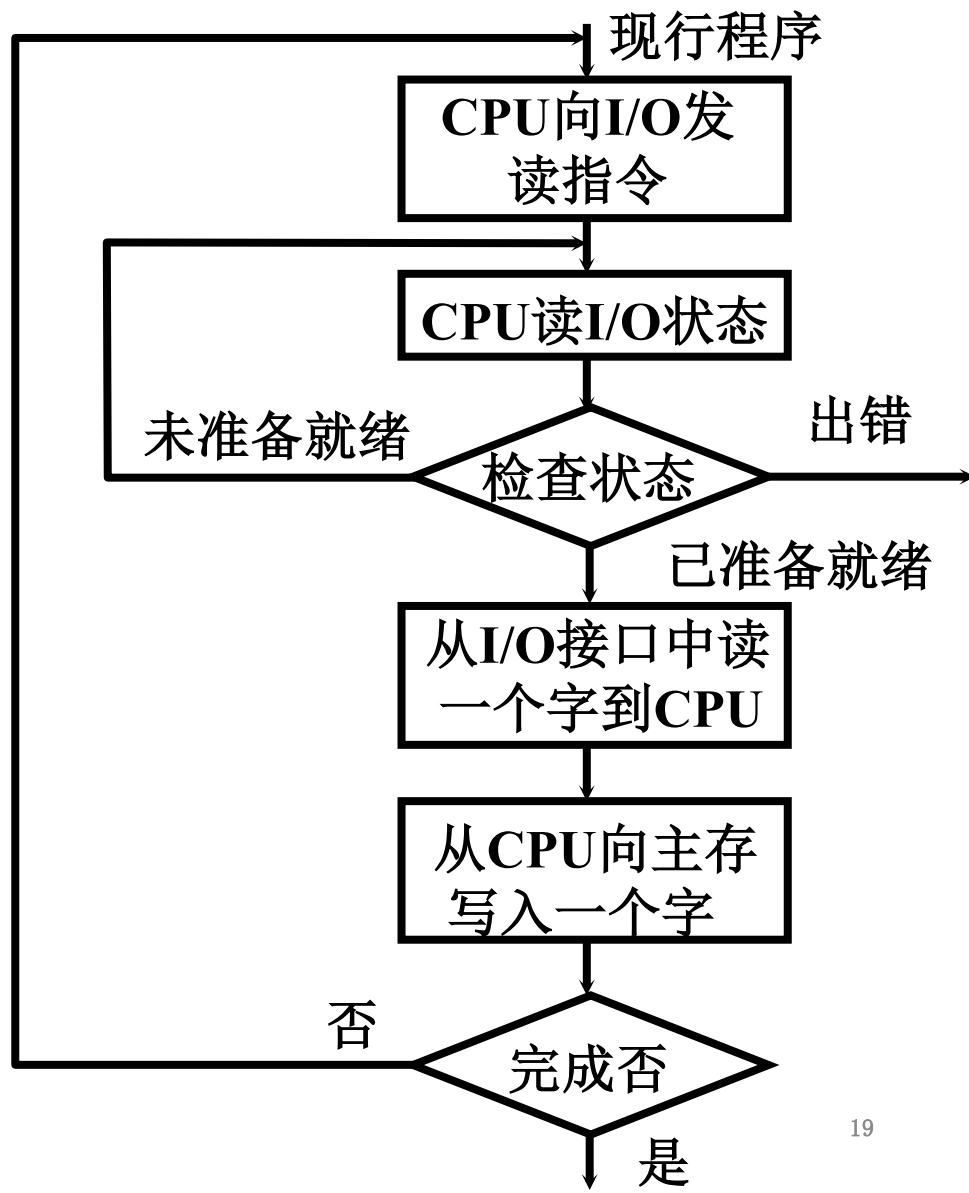 现行程序
CPU向I/O发
读指令
CPU读I/O状态
未准备就绪
出错
检查状态
已准备就绪
从I/O接口中读
一个字到CPU
从CPU向主存
写入一个字
否
完成否
19
是